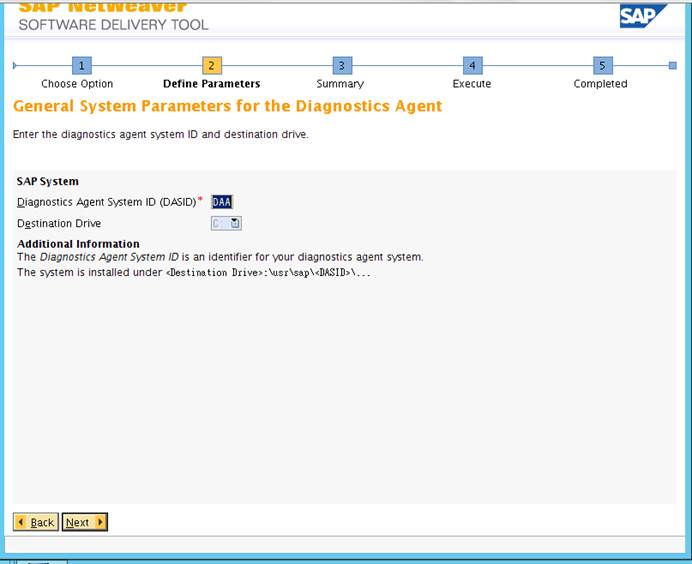 SAP NetWeaver
SOFTWARE DELIVERY TOOL
SAP
1 2 3 4 5
Choose Option Define Parameters Summary Execute Completed
General System Parameters for the Diagnostics Agent
Enter the diagnostics agent system ID and destination drive.
SAP System
Diagnostics Agent System ID (DASID)* DAA
Destination Drive C:
Additional Information
The Diagnostics Agent System ID is an identifier for your diagnostics agent system.
The system is installed under <Destination Drive>:\usr\sap\<DASID>\...
Back Next